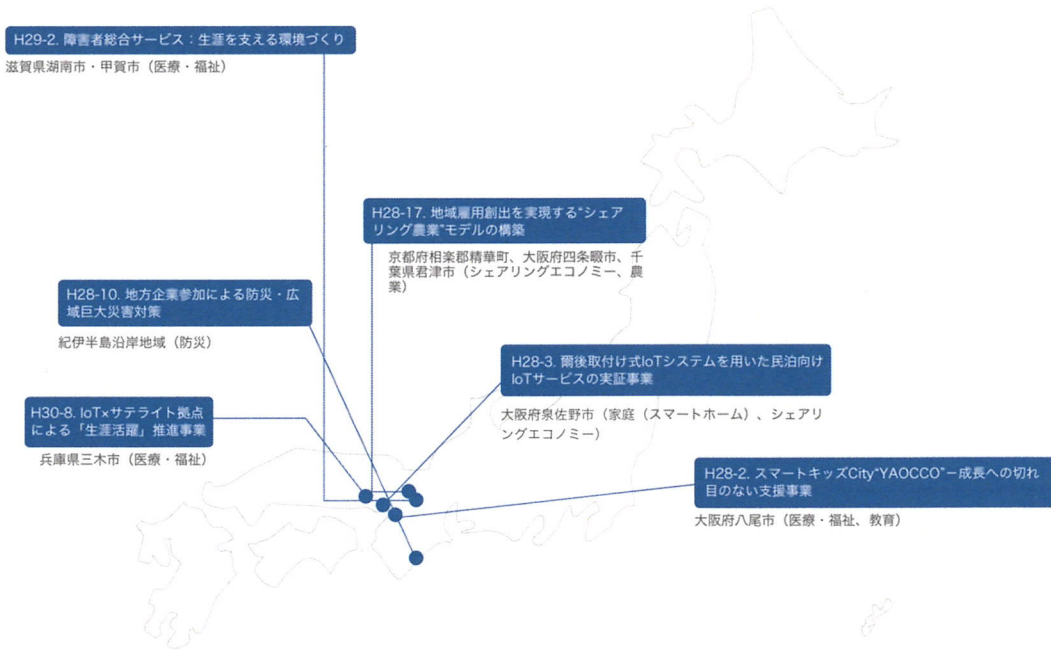 H29-2. 障害者総合サービス：生涯を支える環境づくり
滋賀県湖南市・甲賀市（医療・福祉）
H28-17. 地域雇用創出を実現する“シェア
リング農業”モデルの構築
京都府相楽郡精華町、大阪府四条畷市、千
葉県君津市（シェアリングエコノミー、農
業）
H28-10. 地方企業参加による防災・広
域巨大災害対策
紀伊半島沿岸地域（防災）
H28-3. 爾後取付け式IoTシステムを用いた民泊向け
IoTサービスの実証事業
大阪府泉佐野市（家庭（スマートホーム）、シェアリ
ングエコノミー）
H30-8. IoT×サテライト拠点
による「生涯活躍」推進事業
兵庫県三木市（医療・福祉）
H28-2. スマートキッズCity“YAOCCO”－成長への切れ
目のない支援事業
大阪府八尾市（医療・福祉、教育）